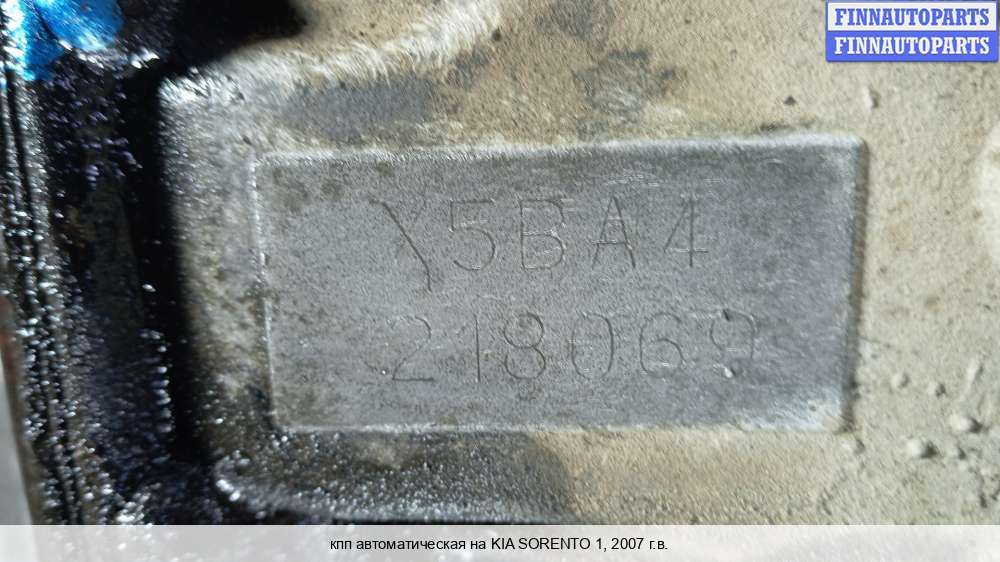 FINNAUTOPARTS
FINNAUTOPARTS
Y5BA4
218069
кпп автоматическая на KIA SORENTO 1, 2007 г.в.